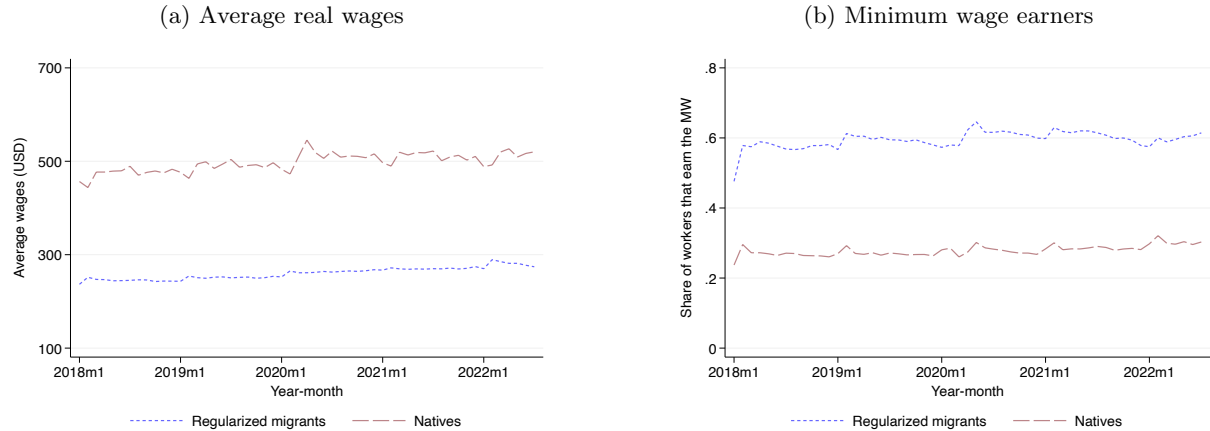 (a) Average real wages
700
500
300
100
Average wages (USD)
2018m1 2019m1 2020m1 2021m1 2022m1
Year-month
Regularized migrants Natives
(b) Minimum wage earners
.8
.6
.4
.2
0
Share of workers that earn the MW
2018m1 2019m1 2020m1 2021m1 2022m1
Year-month
Regularized migrants Natives